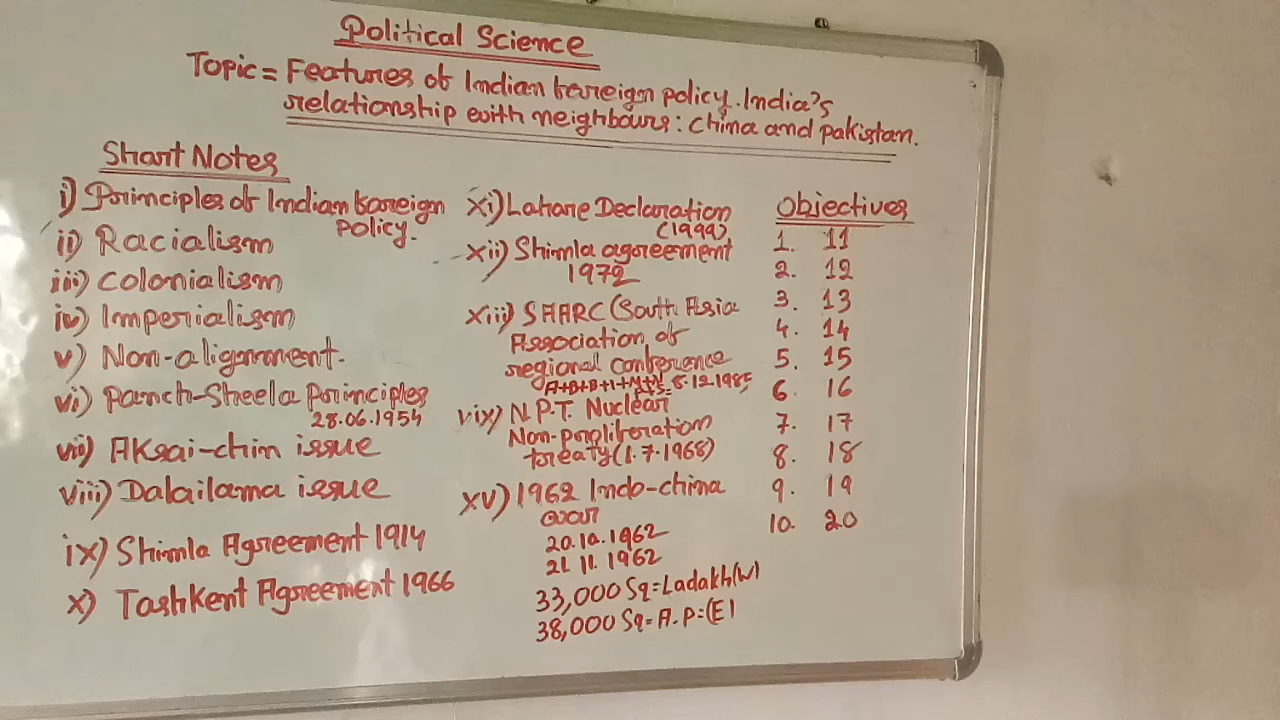 Political Science
Topic = Features of Indian foreign policy. India's
relationship with neighbours: China and pakistan.
Short Notes
i) Principles of Indian foreign
policy.
ii) Racialism
iii) Colonialism
iv) Imperialism
v) Non-alignment.
vi) Panch-Sheela Principles
28.06.1954
vii) AKsai-chin issue
viii) Dalailama issue
ix) Shimla Agreement 1914
x) Tashkent Agreement 1966
xi) Lahore Declaration
(1999)
xii) Shimla agreement
1972
xiii) SAARC (South Asia
Association of
regional conference
A+B+B+I+M+N
P+S= 8.12.1985
vix) N.P.T. Nuclear
Non-proliferation
treaty (1.7.1968)
xv) 1962 Indo-china
war
20.10.1962
21.11.1962
33,000 Sq=Ladakh(W)
38,000 Sq=A.P=(E)
Objectives
1. 11
2. 12
3. 13
4. 14
5. 15
6. 16
7. 17
8. 18
9. 19
10. 20